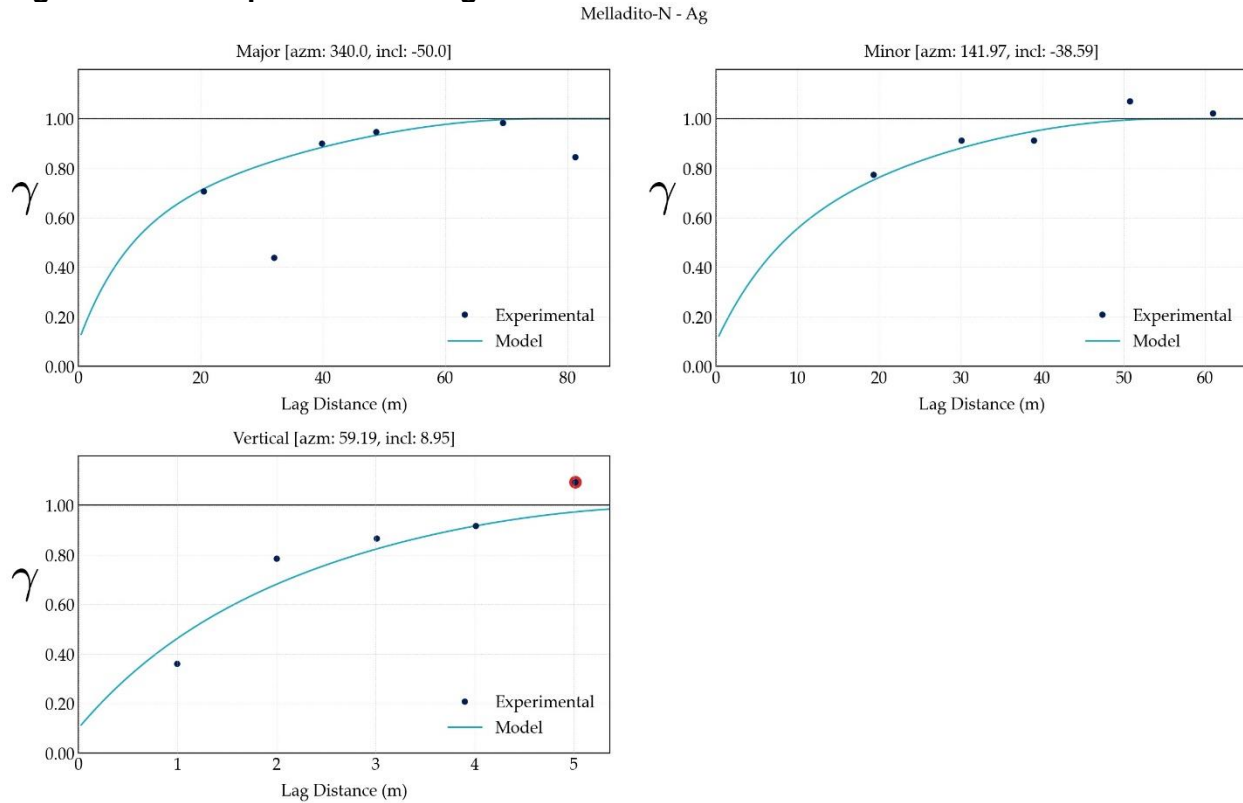 Melladito-N - Ag
Major [azm: 340.0, incl: -50.0]
1.00
0.80
0.60
0.40
0.20
0.00
γ
Experimental
Model
0 20 40 60 80
Lag Distance (m)
Minor [azm: 141.97, incl: -38.59]
1.00
0.80
0.60
0.40
0.20
0.00
γ
Experimental
Model
0 10 20 30 40 50 60
Lag Distance (m)
Vertical [azm: 59.19, incl: 8.95]
1.00
0.80
0.60
0.40
0.20
0.00
γ
Experimental
Model
0 1 2 3 4 5
Lag Distance (m)